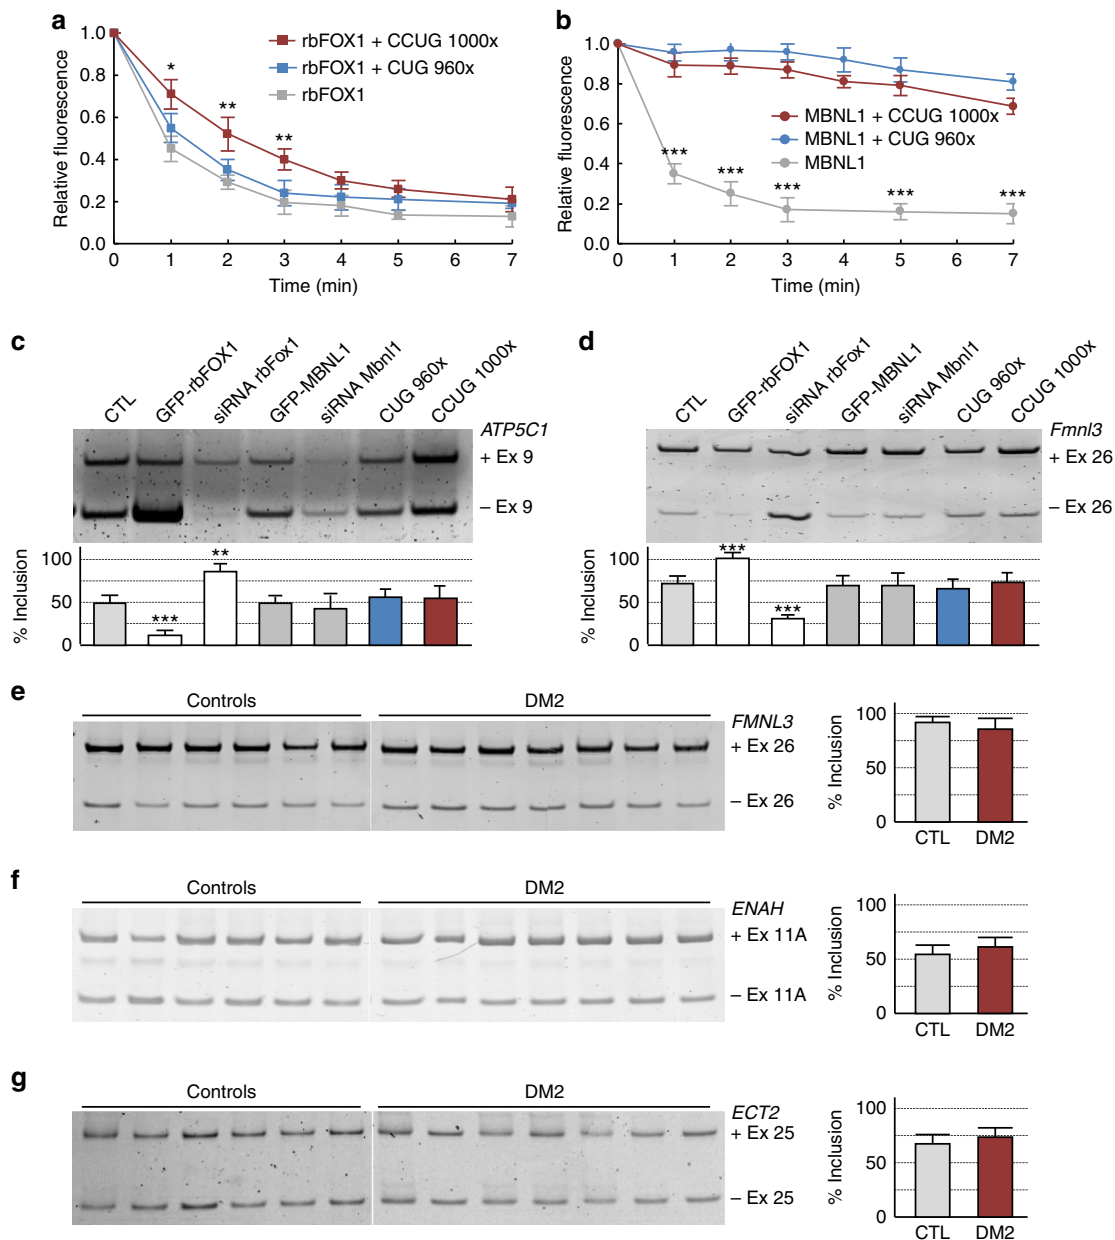 a
1.0
0.8
0.6
0.4
0.2
0.0
Relative fluorescence
rbFOX1 + CCUG 1000x
rbFOX1 + CUG 960x
rbFOX1
*
**
**
0 1 2 3 4 5 6 7
Time (min)
b
1.0
0.8
0.6
0.4
0.2
0.0
Relative fluorescence
MBNL1 + CCUG 1000x
MBNL1 + CUG 960x
MBNL1
***
***
***
***
***
0 1 2 3 4 5 6 7
Time (min)
c
CTL
GFP-rbFOX1
siRNA rbFox1
GFP-MBNL1
siRNA Mbnl1
CUG 960x
CCUG 1000x
ATP5C1
+ Ex 9
– Ex 9
% Inclusion
100
50
0
***
**
d
CTL
GFP-rbFOX1
siRNA rbFox1
GFP-MBNL1
siRNA Mbnl1
CUG 960x
CCUG 1000x
Fmnl3
+ Ex 26
– Ex 26
% Inclusion
100
50
0
***
***
e
Controls
DM2
FMNL3
+ Ex 26
– Ex 26
% Inclusion
100
50
0
CTL DM2
f
Controls
DM2
ENAH
+ Ex 11A
– Ex 11A
% Inclusion
100
50
0
CTL DM2
g
Controls
DM2
ECT2
+ Ex 25
– Ex 25
% Inclusion
100
50
0
CTL DM2